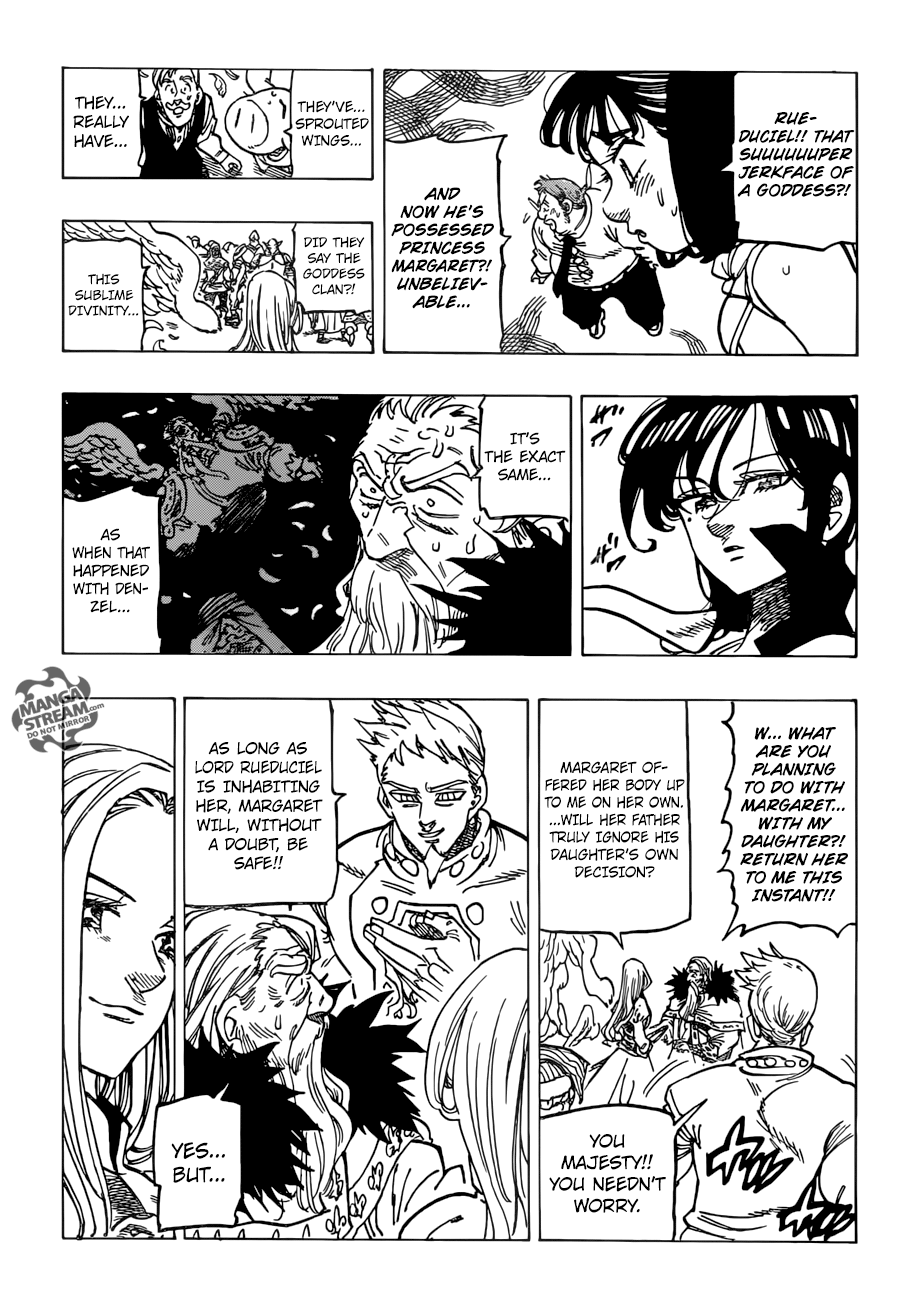 RUE-
DUCIEL!! THAT
SUUUUUUPER
JERKFACE OF
A GODDESS?!
AND
NOW HE'S
POSSESSED
PRINCESS
MARGARET?!
UNBELIEV-
ABLE...
THEY'VE...
SPROUTED
WINGS...
THEY...
REALLY
HAVE...
DID THEY
SAY THE
GODDESS
CLAN?!
THIS
SUBLIME
DIVINITY...
IT'S
THE EXACT
SAME...
AS
WHEN THAT
HAPPENED
WITH DEN-
ZEL...
W... WHAT
ARE YOU
PLANNING
TO DO WITH
MARGARET...
WITH MY
DAUGHTER?!
RETURN HER
TO ME THIS
INSTANT!!
MARGARET OF-
FERED HER BODY UP
TO ME ON HER OWN.
...WILL HER FATHER
TRULY IGNORE HIS
DAUGHTER'S OWN
DECISION?
YOU
MAJESTY!!
YOU NEEDN'T
WORRY.
AS LONG AS
LORD RUEDUCIEL
IS INHABITING
HER, MARGARET
WILL, WITHOUT
A DOUBT, BE
SAFE!!
YES...
BUT...
MANGA
STREAM.com
DO NOT MIRROR